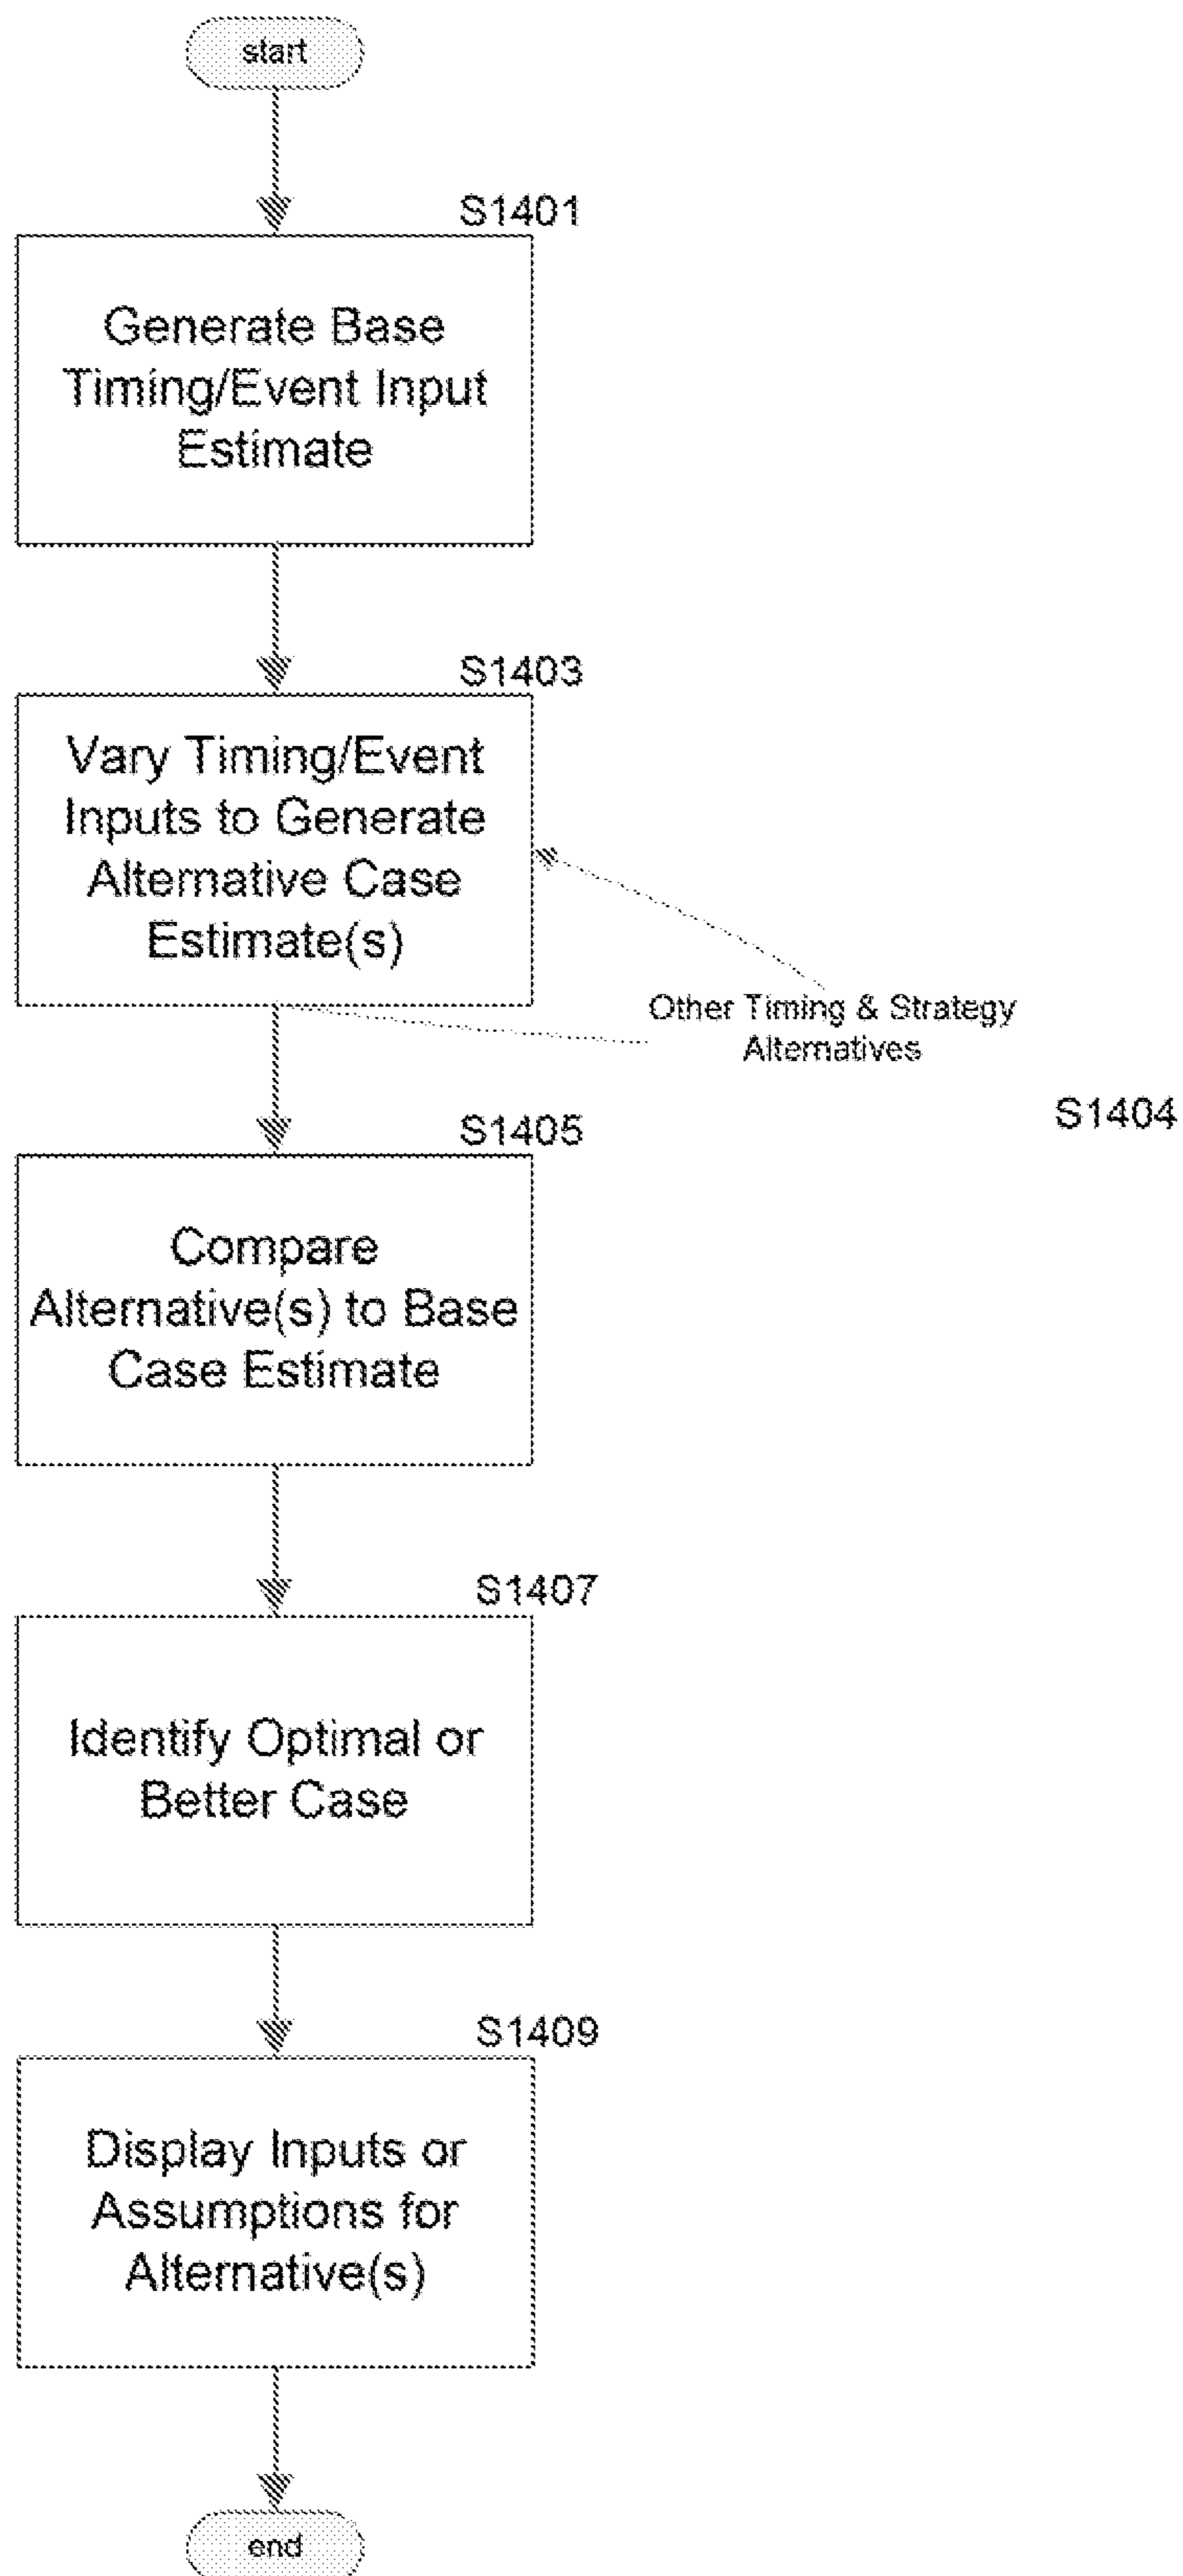 start
S1401
Generate Base
Timing/Event Input
Estimate
S1403
Vary Timing/Event
Inputs to Generate
Alternative Case
Estimate(s)
Other Timing & Strategy
Alternatives
S1404
S1405
Compare
Alternative(s) to Base
Case Estimate
S1407
Identify Optimal or
Better Case
S1409
Display Inputs or
Assumptions for
Alternative(s)
end